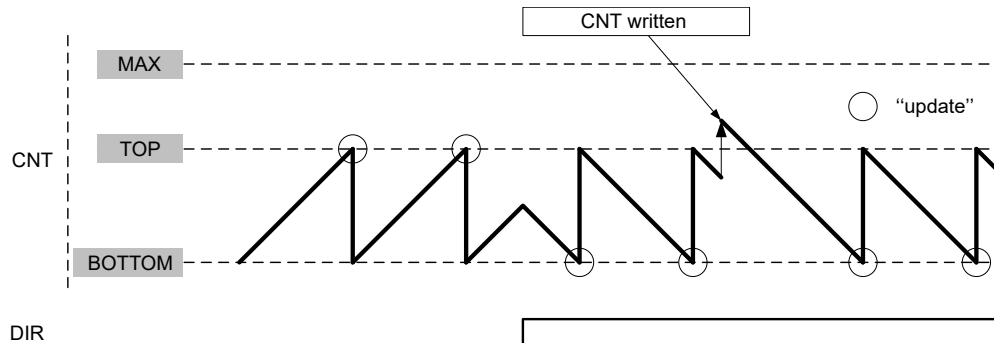 CNT written
MAX
"update"
TOP
CNT
BOTTOM
DIR